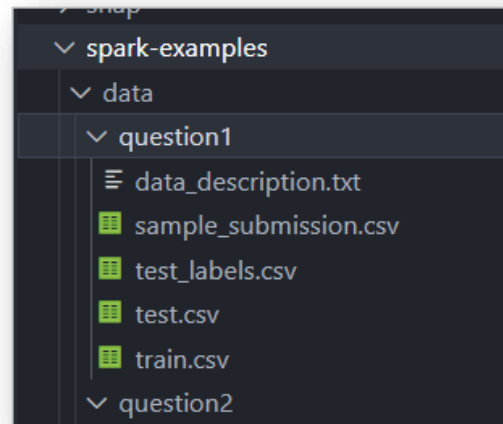 spark-examples
data
question1
data_description.txt
sample_submission.csv
test_labels.csv
test.csv
train.csv
question2